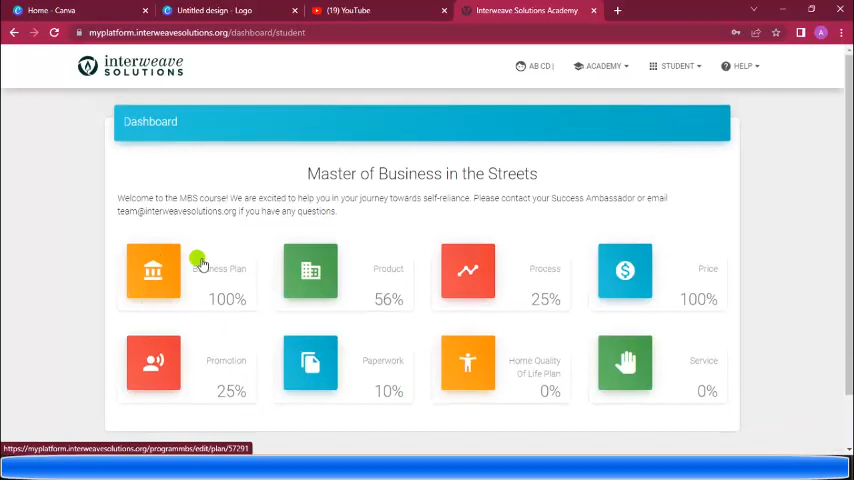 Home - Canva
Untitled design - Logo
(19) YouTube
Interweave Solutions Academy
myplatform.interweavesolutions.org/dashboard/student
A
interweave
SOLUTIONS
AB CD |
ACADEMY
STUDENT
HELP
Dashboard
Master of Business in the Streets
Welcome to the MBS course! We are excited to help you in your journey towards self-reliance. Please contact your Success Ambassador or email
team@interweavesolutions.org if you have any questions.
Business Plan
100%
Product
56%
Process
25%
Price
100%
Promotion
25%
Paperwork
10%
Home Quality
Of Life Plan
0%
Service
0%
https://myplatform.interweavesolutions.org/programmbs/edit/plan/57291